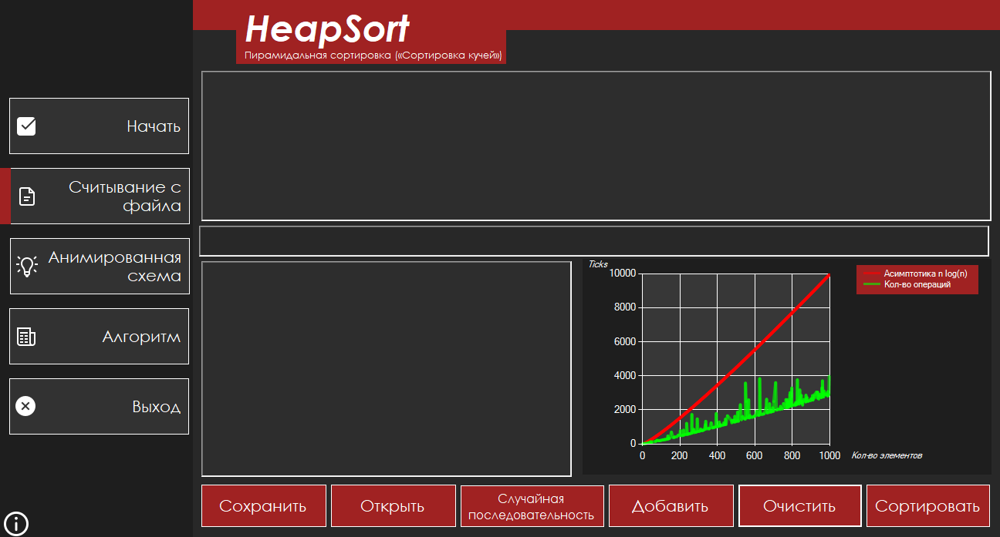 HeapSort
Пирамидальная сортировка («Сортировка кучей»)
Начать
Считывание с
файла
Анимированная
схема
Алгоритм
Выход
Ticks
10000
8000
6000
4000
2000
0
0 200 400 600 800 1000
Кол-во элементов
Асимптотика n log(n)
Кол-во операций
Сохранить
Открыть
Случайная
последовательность
Добавить
Очистить
Сортировать